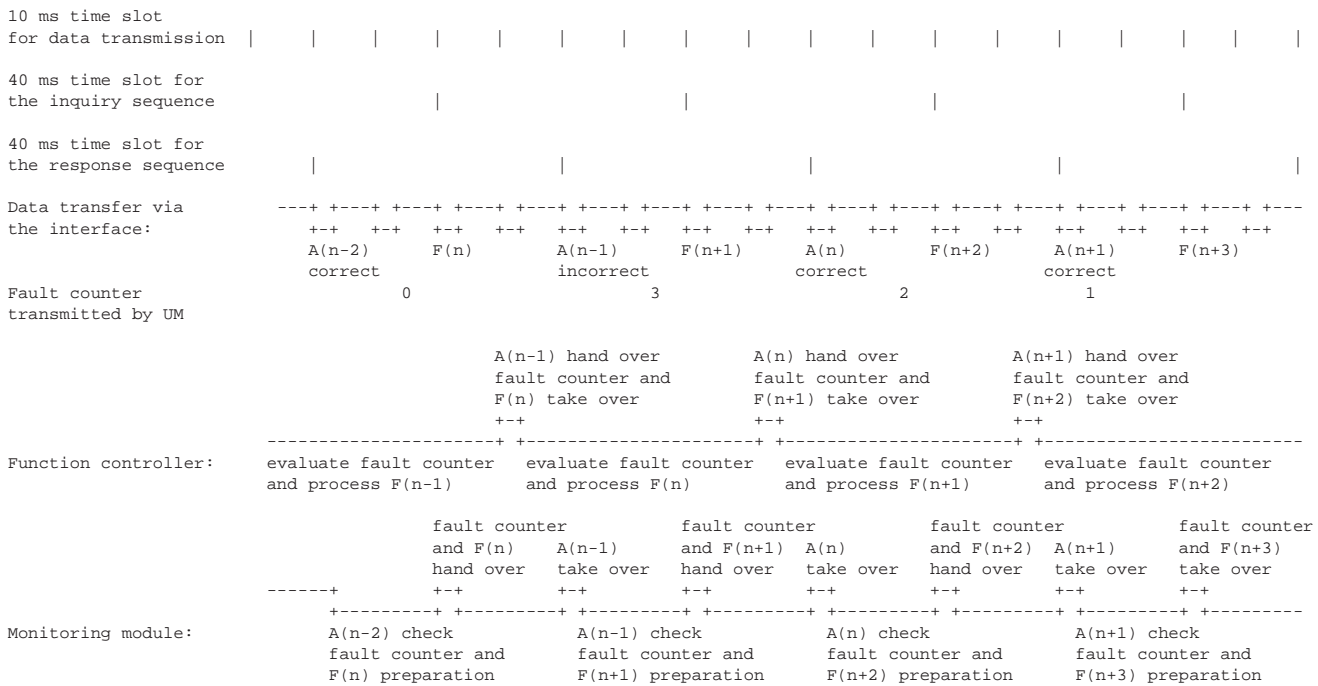 10 ms time slot
for data transmission | | | | | | | | | | | | | | | | | |
40 ms time slot for
the inquiry sequence | | | |
40 ms time slot for
the response sequence | | | | |
Data transfer via ---+ +---+ +---+ +---+ +---+ +---+ +---+ +---+ +---+ +---+ +---+ +---+ +---+ +---+ +---+ +---+ +---
the interface: +-+ +-+ +-+ +-+ +-+ +-+ +-+ +-+ +-+ +-+ +-+ +-+ +-+ +-+ +-+ +-+
A(n-2) F(n) A(n-1) F(n+1) A(n) F(n+2) A(n+1) F(n+3)
correct incorrect correct correct
Fault counter 0 3 2 1
transmitted by UM
A(n-1) hand over A(n) hand over A(n+1) hand over
fault counter and fault counter and fault counter and
F(n) take over F(n+1) take over F(n+2) take over
+-+ +-+ +-+
----------------------+ +----------------------+ +----------------------+ +-------------------------
Function controller: evaluate fault counter evaluate fault counter evaluate fault counter evaluate fault counter
and process F(n-1) and process F(n) and process F(n+1) and process F(n+2)
fault counter fault counter fault counter fault counter
and F(n) A(n-1) and F(n+1) A(n) and F(n+2) A(n+1) and F(n+3)
hand over take over hand over take over hand over take over take over
------+ +-+ +-+ +-+ +-+ +-+ +-+ +-+
+---------+ +---------+ +---------+ +---------+ +---------+ +---------+ +---------+ +---------
Monitoring module: A(n-2) check A(n-1) check A(n) check A(n+1) check
fault counter and fault counter and fault counter and fault counter and
F(n) preparation F(n+1) preparation F(n+2) preparation F(n+3) preparation